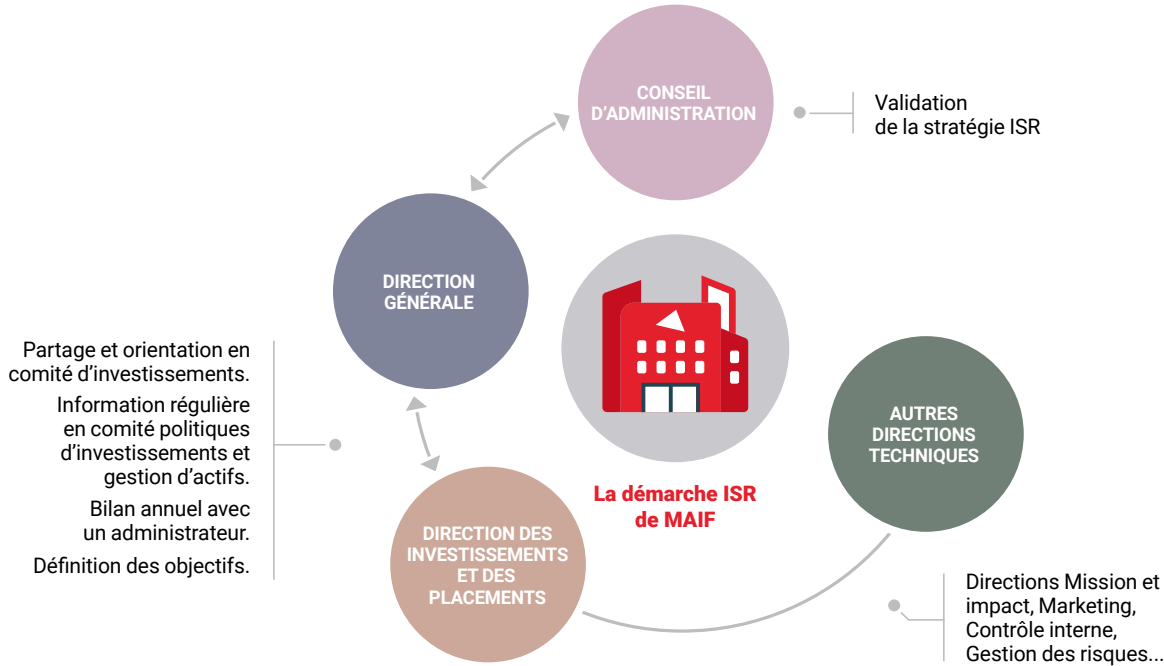 CONSEIL
D'ADMINISTRATION
Validation
de la stratégie ISR
DIRECTION
GÉNÉRALE
Partage et orientation en
comité d'investissements.
Information régulière
en comité politiques
d'investissements et
gestion d'actifs.
Bilan annuel avec
un administrateur.
Définition des objectifs.
La démarche ISR
de MAIF
AUTRES
DIRECTIONS
TECHNIQUES
DIRECTION DES
INVESTISSEMENTS
ET DES
PLACEMENTS
Directions Mission et
impact, Marketing,
Contrôle interne,
Gestion des risques...